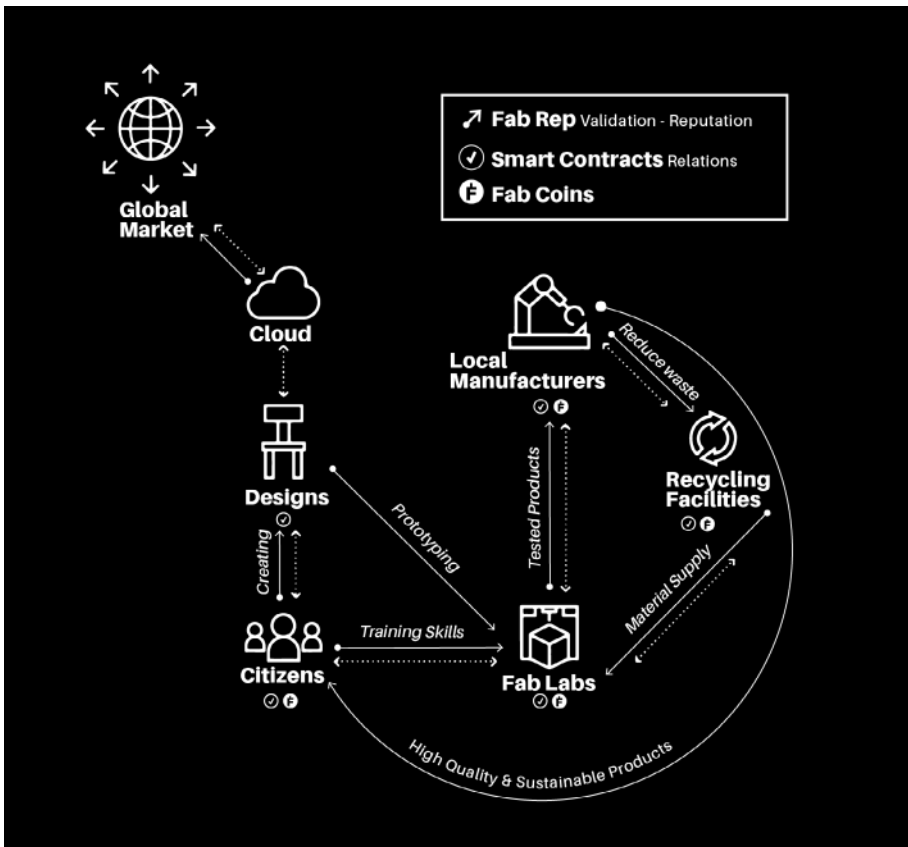 Fab Rep Validation - Reputation
Smart Contracts Relations
Fab Coins
Global
Market
Cloud
Local
Manufacturers
Reduce waste
Designs
Recycling
Facilities
Prototyping
Tested Products
Creating
Material Supply
Training Skills
Citizens
Fab Labs
High Quality & Sustainable Products